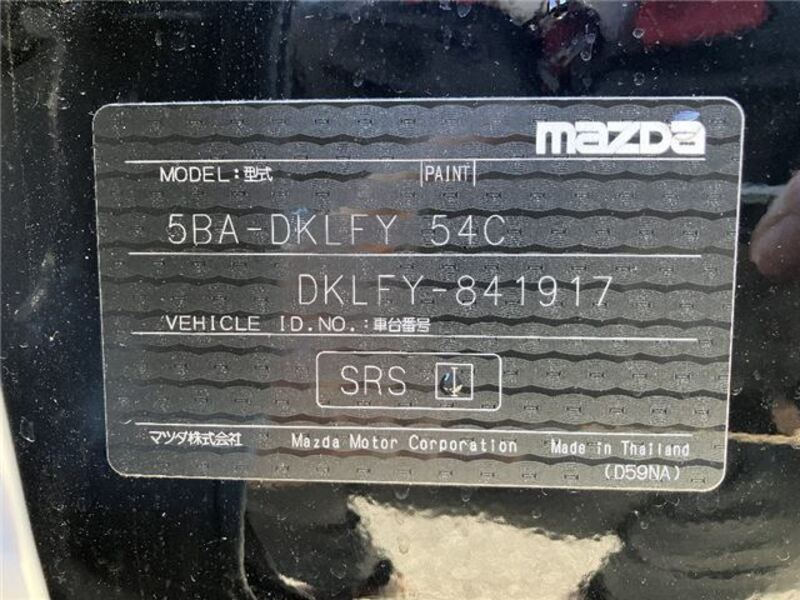 mazda
MODEL:型式 PAINT
5BA-DKLFY 54C
DKLFY-841917
VEHICLE ID.NO.:車台番号
SRS I
マツダ株式会社 Mazda Motor Corporation Made in Thailand
(D59NA)